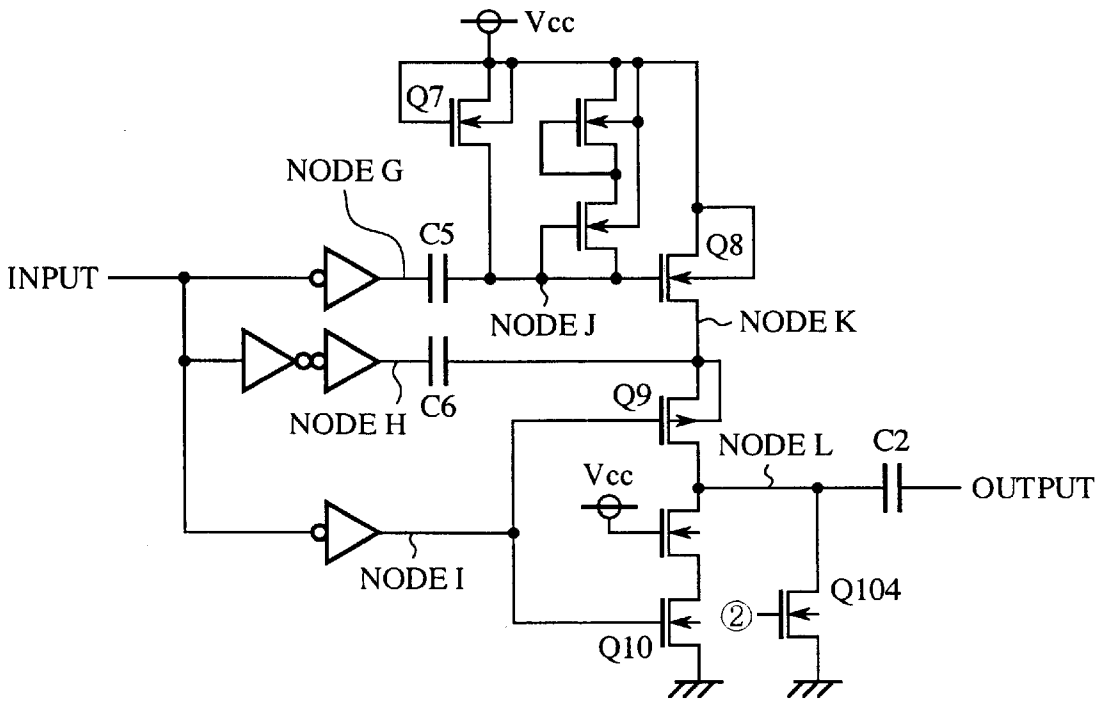 Vcc
Q7
NODE G
C5
Q8
INPUT
NODE J
NODE K
NODE H
C6
Q9
NODE L
C2
Vcc
OUTPUT
NODE I
②
Q104
Q10